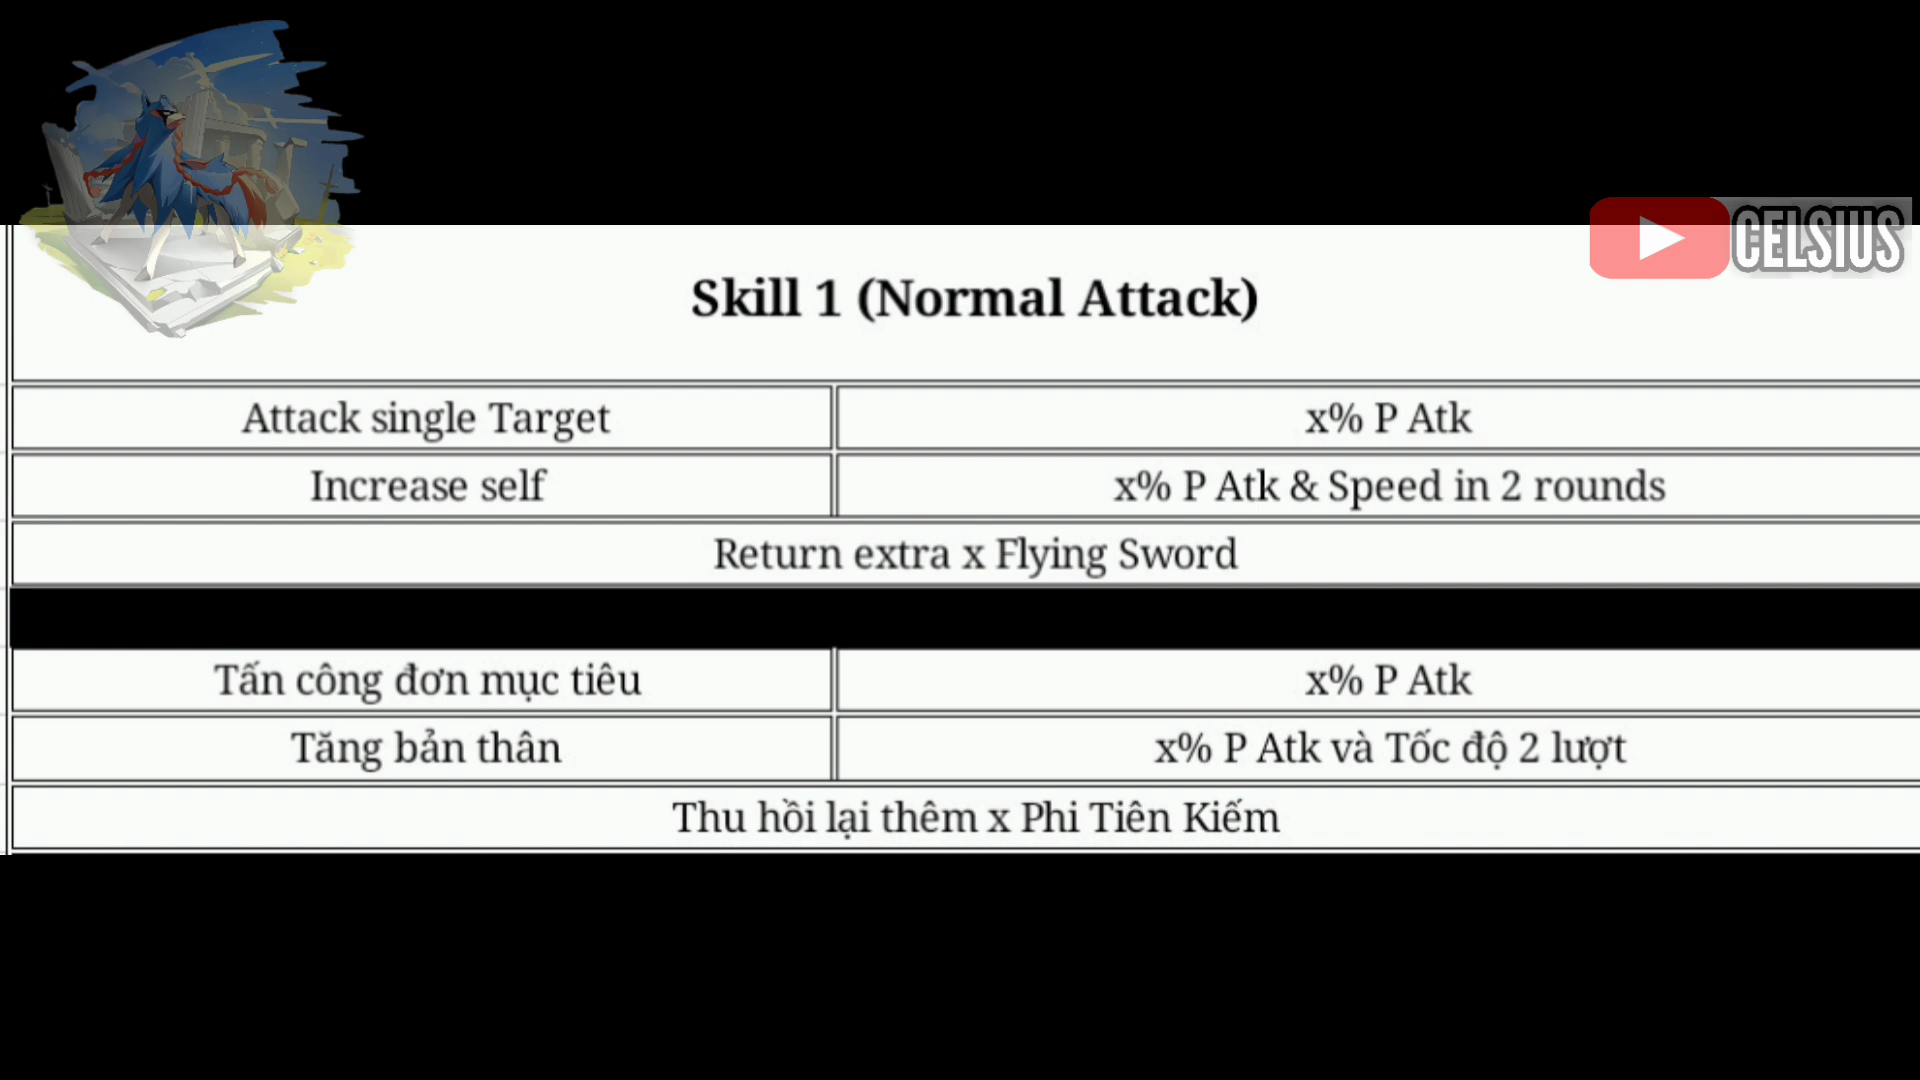 CELSIUS
Skill 1 (Normal Attack)
Attack single Target x% P Atk
Increase self x% P Atk & Speed in 2 rounds
Return extra x Flying Sword
Tấn công đơn mục tiêu x% P Atk
Tăng bản thân x% P Atk và Tốc độ 2 lượt
Thu hồi lại thêm x Phi Tiên Kiếm